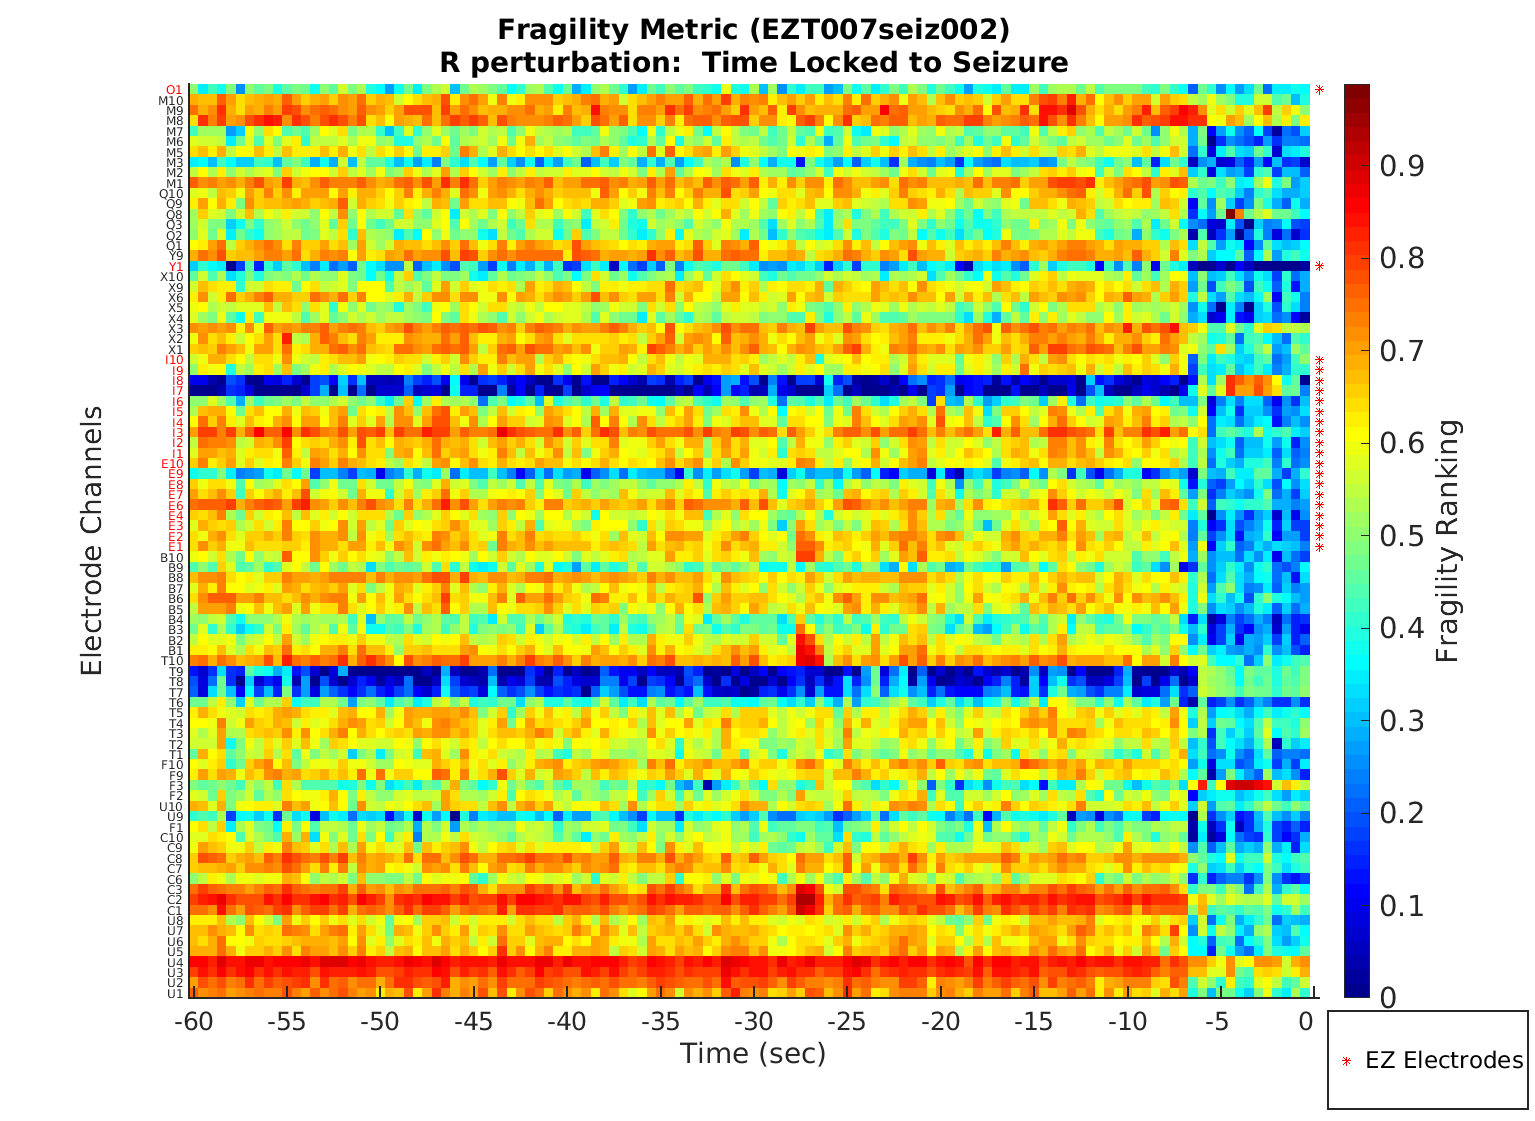 Fragility Metric (EZT007seiz002)
R perturbation:  Time Locked to Seizure
Electrode Channels
O1
M10
M9
M8
M7
M6
M5
M3
M2
M1
Q10
Q9
Q8
Q3
Q2
Q1
Y9
Y1
X10
X9
X6
X5
X4
X3
X2
X1
I10
I9
I8
I7
I6
I5
I4
I3
I2
I1
E10
E9
E8
E7
E6
E4
E3
E2
E1
B10
B9
B8
B7
B6
B5
B4
B3
B2
B1
T10
T9
T8
T7
T6
T5
T4
T3
T2
T1
F10
F9
F3
F2
U10
U9
F1
C10
C9
C8
C7
C6
C3
C2
C1
U8
U7
U6
U5
U4
U3
U2
U1
-60 -55 -50 -45 -40 -35 -30 -25 -20 -15 -10 -5 0
Time (sec)
0.9
0.8
0.7
0.6
0.5
0.4
0.3
0.2
0.1
0
Fragility Ranking
EZ Electrodes